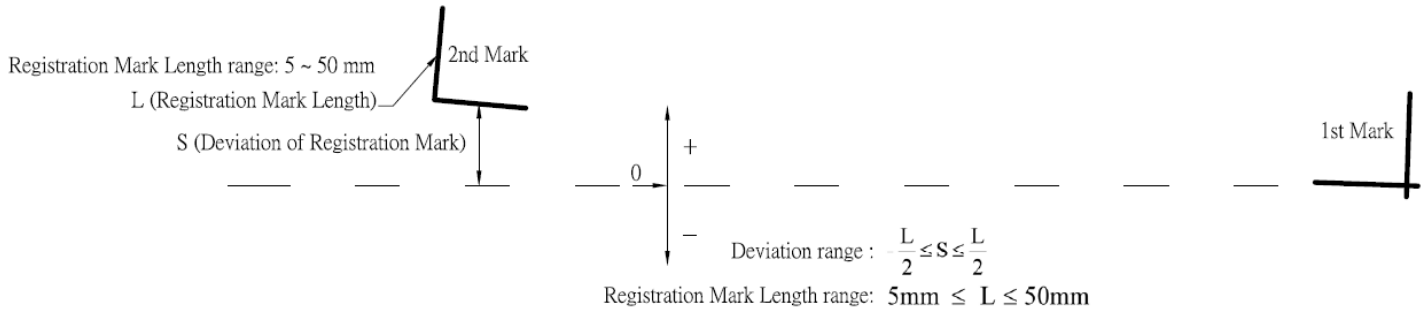 2nd Mark
Registration Mark Length range: 5 ~ 50 mm
L (Registration Mark Length)
S (Deviation of Registration Mark)
1st Mark
+
0
−
Deviation range : -L/2 ≤ S ≤ L/2
Registration Mark Length range: 5mm ≤ L ≤ 50mm